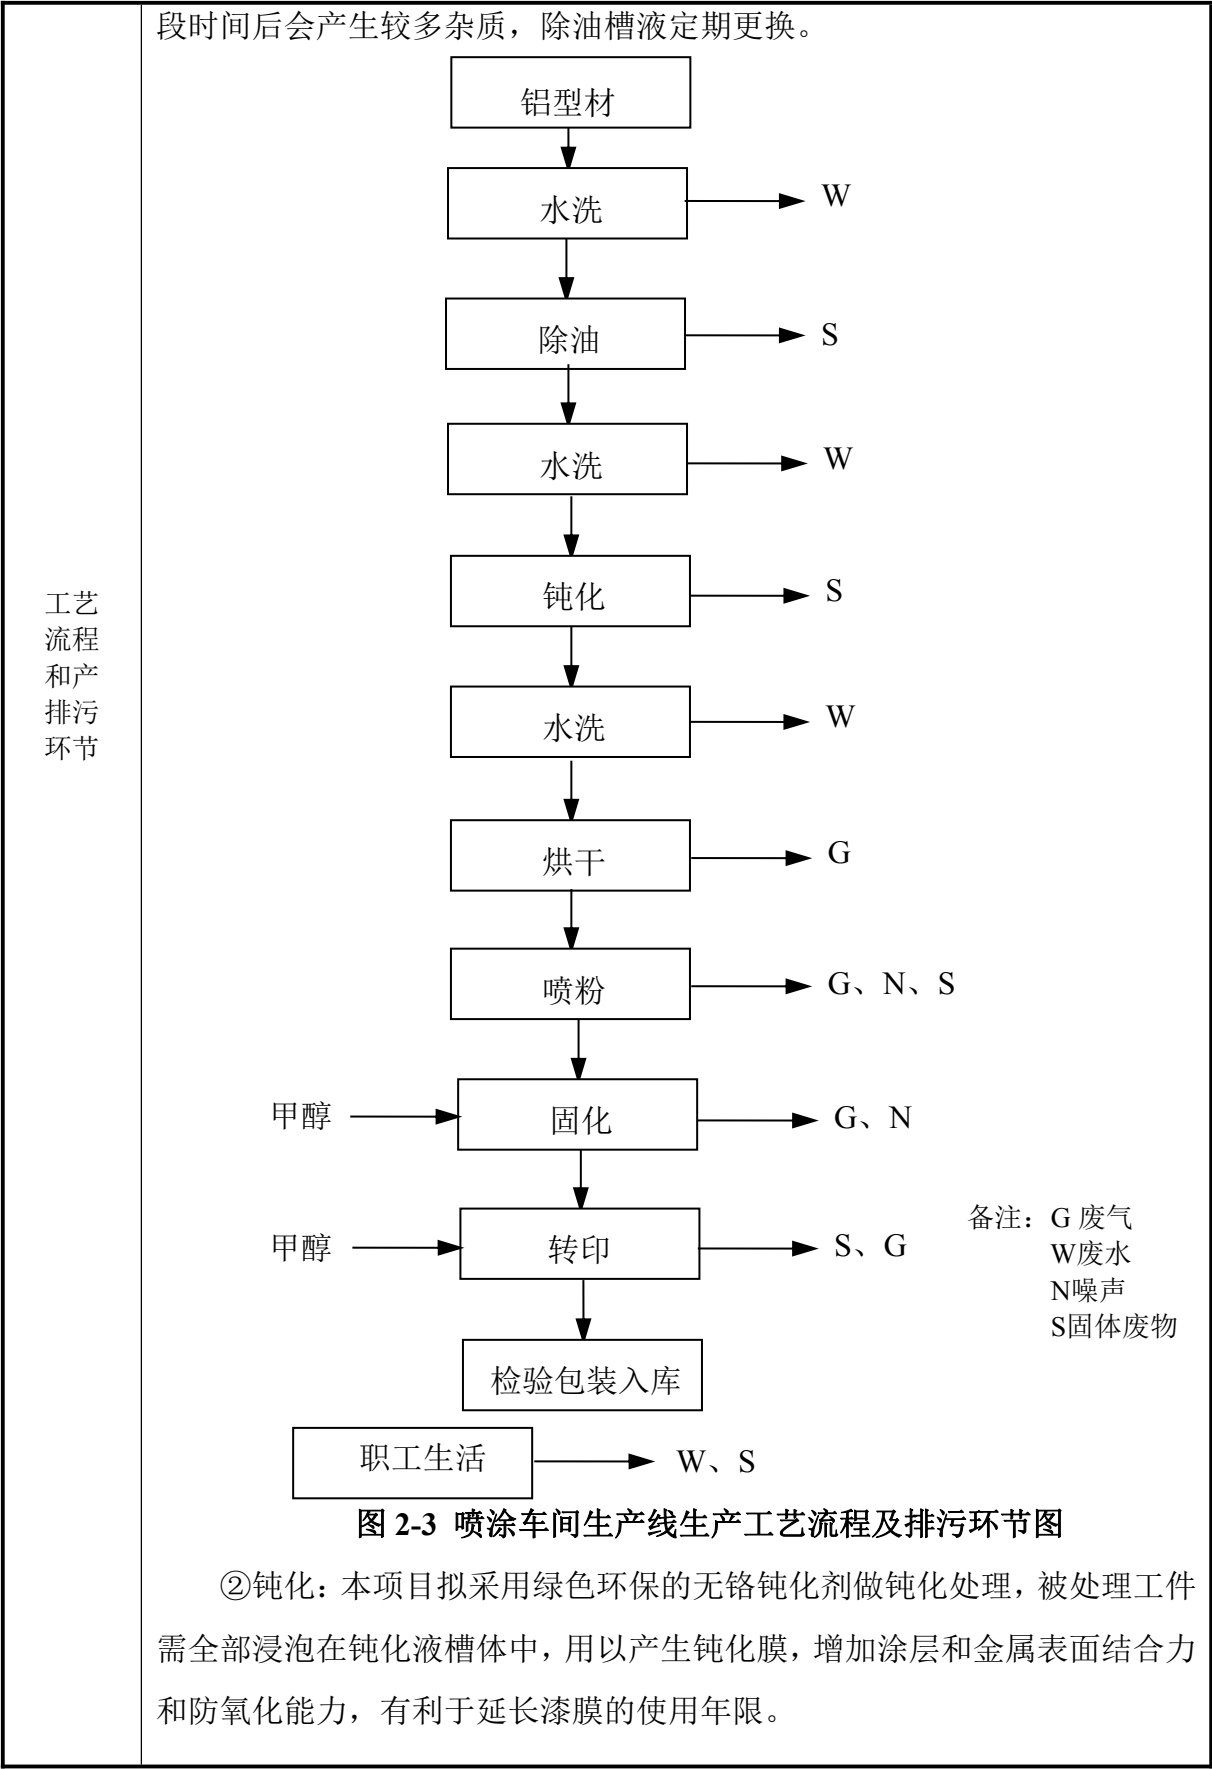 段时间后会产生较多杂质，除油槽液定期更换。
铝型材
水洗
W
除油
S
水洗
W
钝化
S
水洗
W
烘干
G
喷粉
G、N、S
甲醇
固化
G、N
甲醇
转印
S、G
备注：G 废气
W废水
N噪声
S固体废物
检验包装入库
职工生活
W、S
图 2-3 喷涂车间生产线生产工艺流程及排污环节图
②钝化：本项目拟采用绿色环保的无铬钝化剂做钝化处理，被处理工件
需全部浸泡在钝化液槽体中，用以产生钝化膜，增加涂层和金属表面结合力
和防氧化能力，有利于延长漆膜的使用年限。
工艺
流程
和产
排污
环节